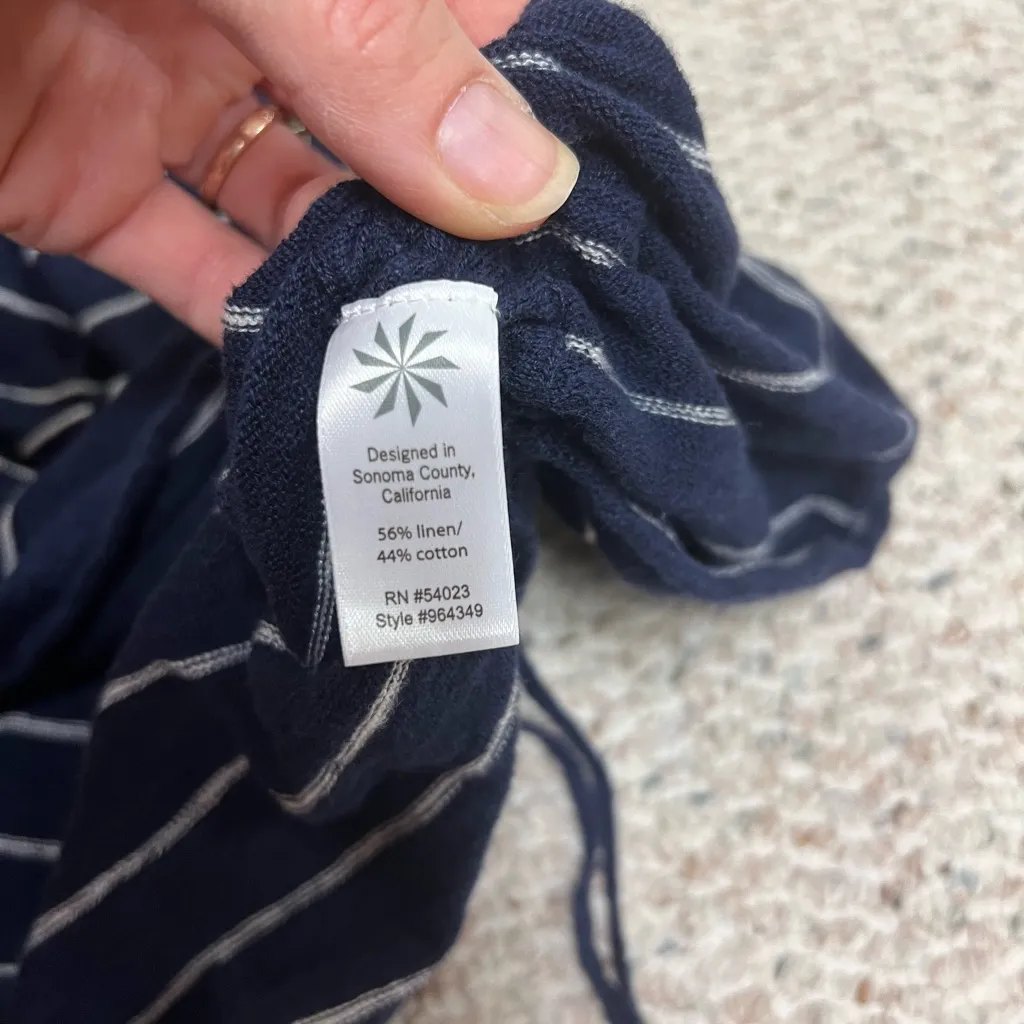 Designed in
Sonoma County,
California
56% linen/
44% cotton
RN #54023
Style #964349